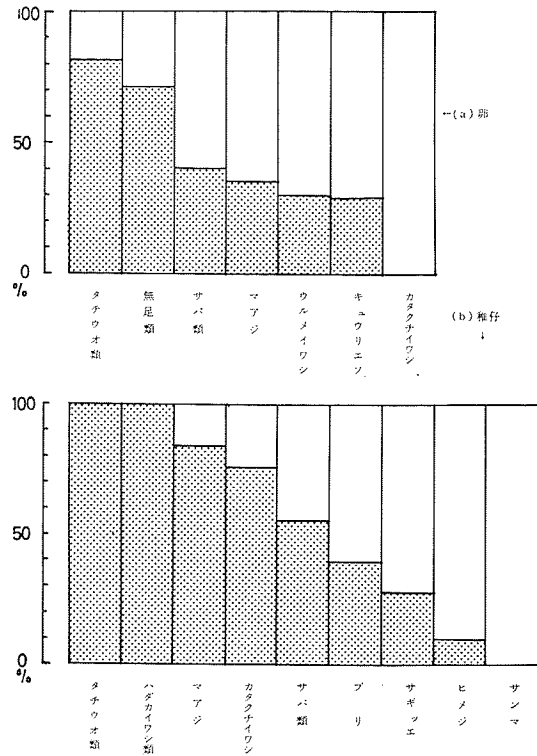 100
50
0
%
←(a)卵
タチウオ類
無足類
サバ類
マアジ
ウルメイワシ
キュウリエソ
カタクチイワシ
(b)稚仔
↓
100
50
0
%
タチウオ類
ハダカイワシ類
マアジ
カタクチイワシ
サバ類
ブリ
サギッエ
ヒメジ
サンマ